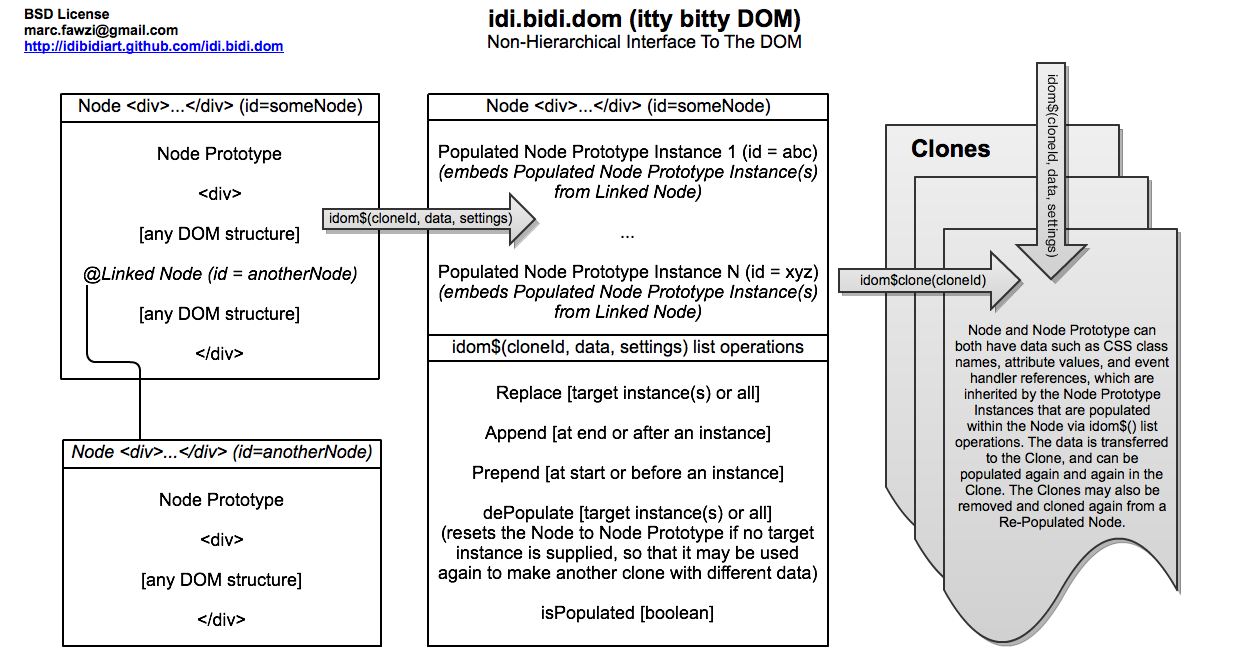 BSD License
marc.fawzi@gmail.com
http://idibidiart.github.com/idi.bidi.dom
idi.bidi.dom (itty bitty DOM)
Non-Hierarchical Interface To The DOM
Node <div>...</div> (id=someNode)
Node Prototype
<div>
[any DOM structure]
@Linked Node (id = anotherNode)
[any DOM structure]
</div>
Node <div>...</div> (id=anotherNode)
Node Prototype
<div>
[any DOM structure]
</div>
idom$(cloneId, data, settings)
Node <div>...</div> (id=someNode)
Populated Node Prototype Instance 1 (id = abc)
(embeds Populated Node Prototype Instance(s)
from Linked Node)
...
Populated Node Prototype Instance N (id = xyz)
(embeds Populated Node Prototype Instance(s)
from Linked Node)
idom$(cloneId, data, settings) list operations
Replace [target instance(s) or all]
Append [at end or after an instance]
Prepend [at start or before an instance]
dePopulate [target instance(s) or all]
(resets the Node to Node Prototype if no target
instance is supplied, so that it may be used
again to make another clone with different data)
isPopulated [boolean]
idom$clone(cloneId)
idom$(cloneId, data, settings)
Clones
Node and Node Prototype can
both have data such as CSS class
names, attribute values, and event
handler references, which are
inherited by the Node Prototype
Instances that are populated
within the Node via idom$() list
operations. The data is transferred
to the Clone, and can be
populated again and again in the
Clone. The Clones may also be
removed and cloned again from a
Re-Populated Node.